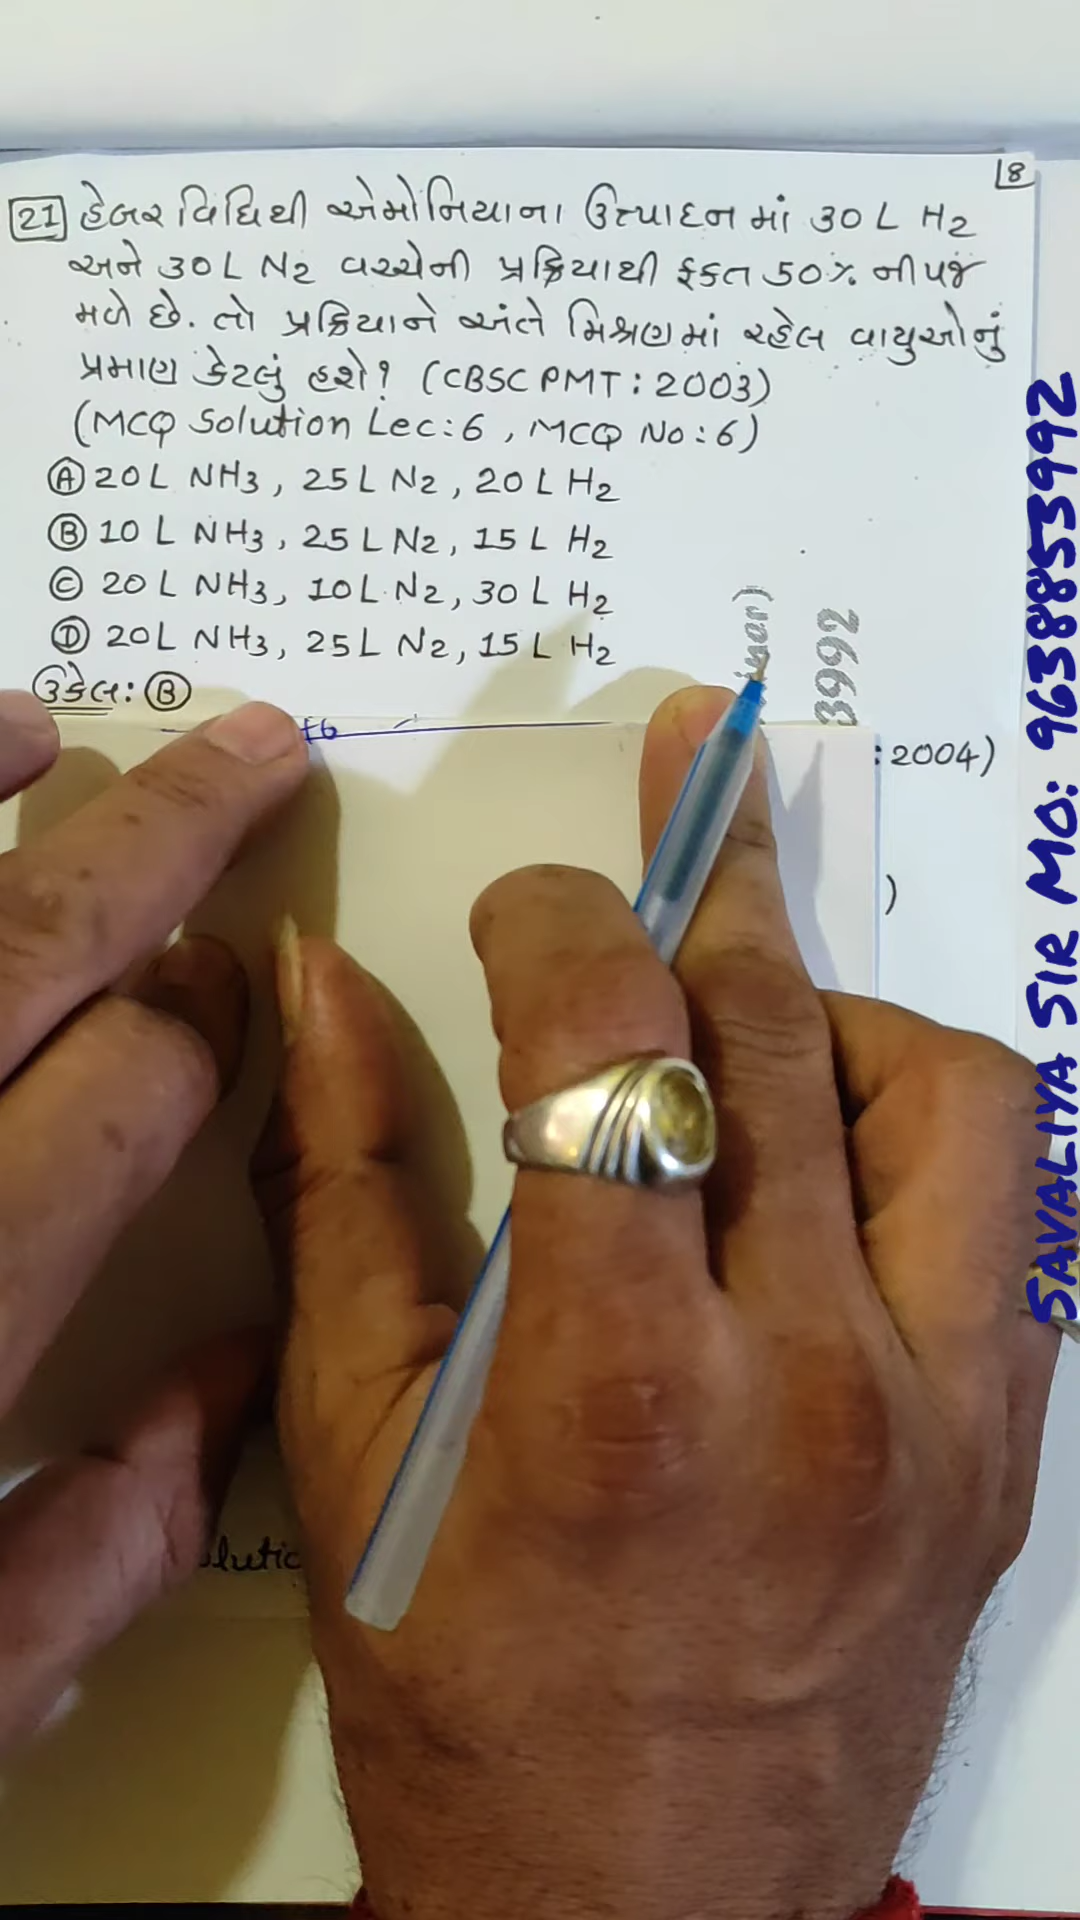 18
21 હેબર વિધિથી એમોનિયાના ઉત્પાદન માં 30 L H2
અને 30 L N2 વચ્ચેની પ્રક્રિયાથી ફક્ત 50% નીપજ
મળે છે. તો પ્રક્રિયાને અંતે મિશ્રણ માં રહેલ વાયુઓનું
પ્રમાણ કેટલું હશે? (CBSC PMT : 2003)
(MCQ Solution Lec : 6 , MCQ No : 6)
A 20 L NH3, 25 L N2, 20 L H2
B 10 L NH3, 25 L N2, 15 L H2
C 20 L NH3, 10 L N2, 30 L H2
D 20 L NH3, 25 L N2, 15 L H2
ઉકેલ: B
: 2004)
)
3992
SAVALIYA SIR MO: 9638853992